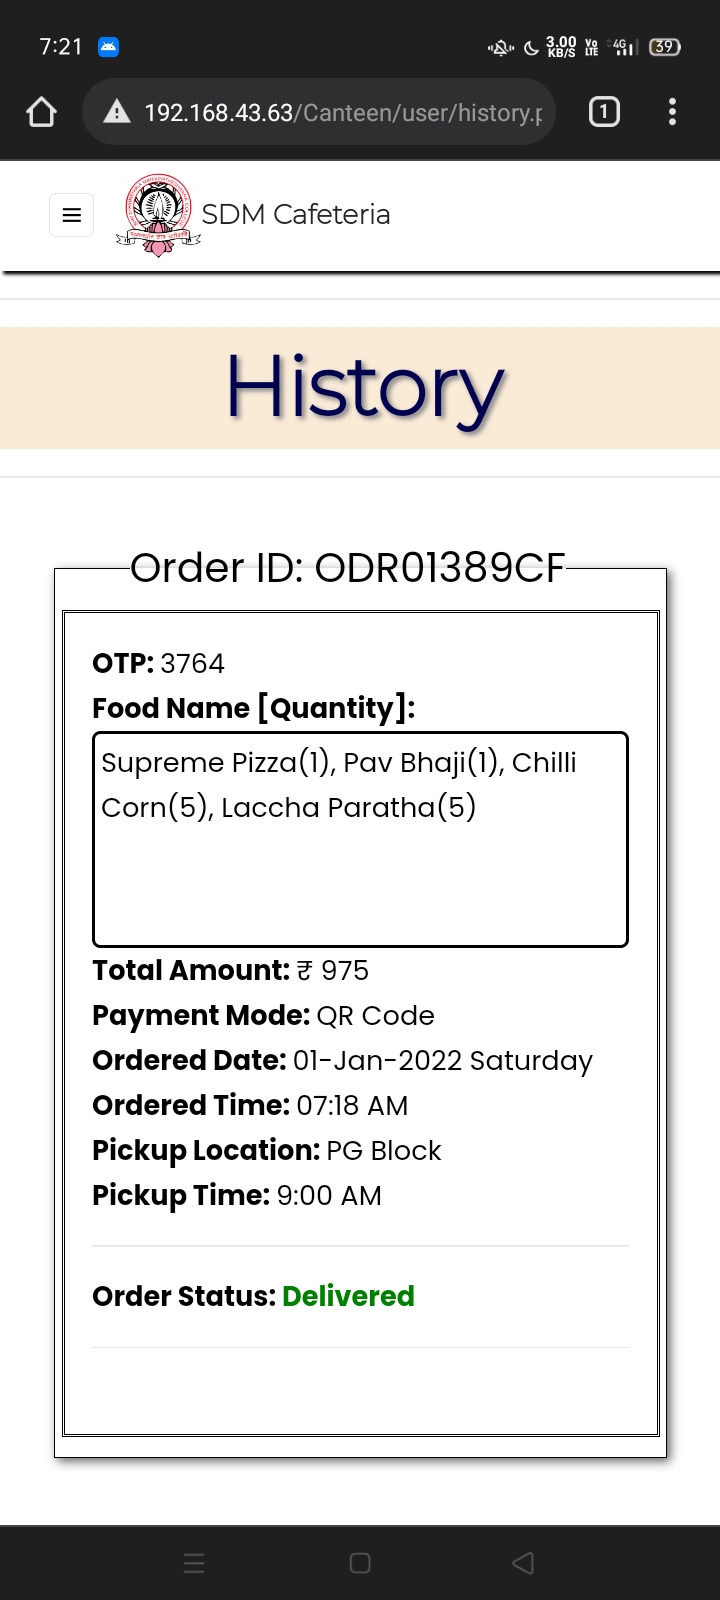 7:21
3.00 KB/S Vo LTE 4G 39
192.168.43.63/Canteen/user/history.p
1
SDM Cafeteria
History
Order ID: ODR01389CF
OTP: 3764
Food Name [Quantity]:
Supreme Pizza(1), Pav Bhaji(1), Chilli
Corn(5), Laccha Paratha(5)
Total Amount: ₹ 975
Payment Mode: QR Code
Ordered Date: 01-Jan-2022 Saturday
Ordered Time: 07:18 AM
Pickup Location: PG Block
Pickup Time: 9:00 AM
Order Status: Delivered